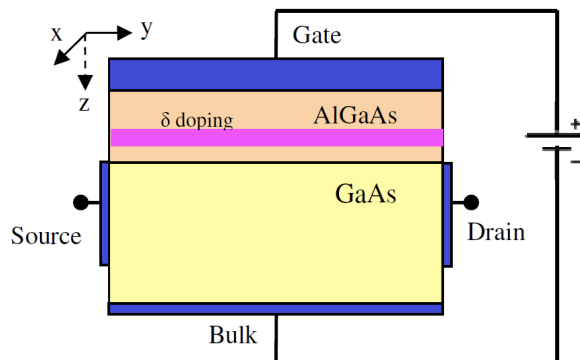 x
y
z
Gate
AlGaAs
δ doping
GaAs
Source
Drain
Bulk
+
−